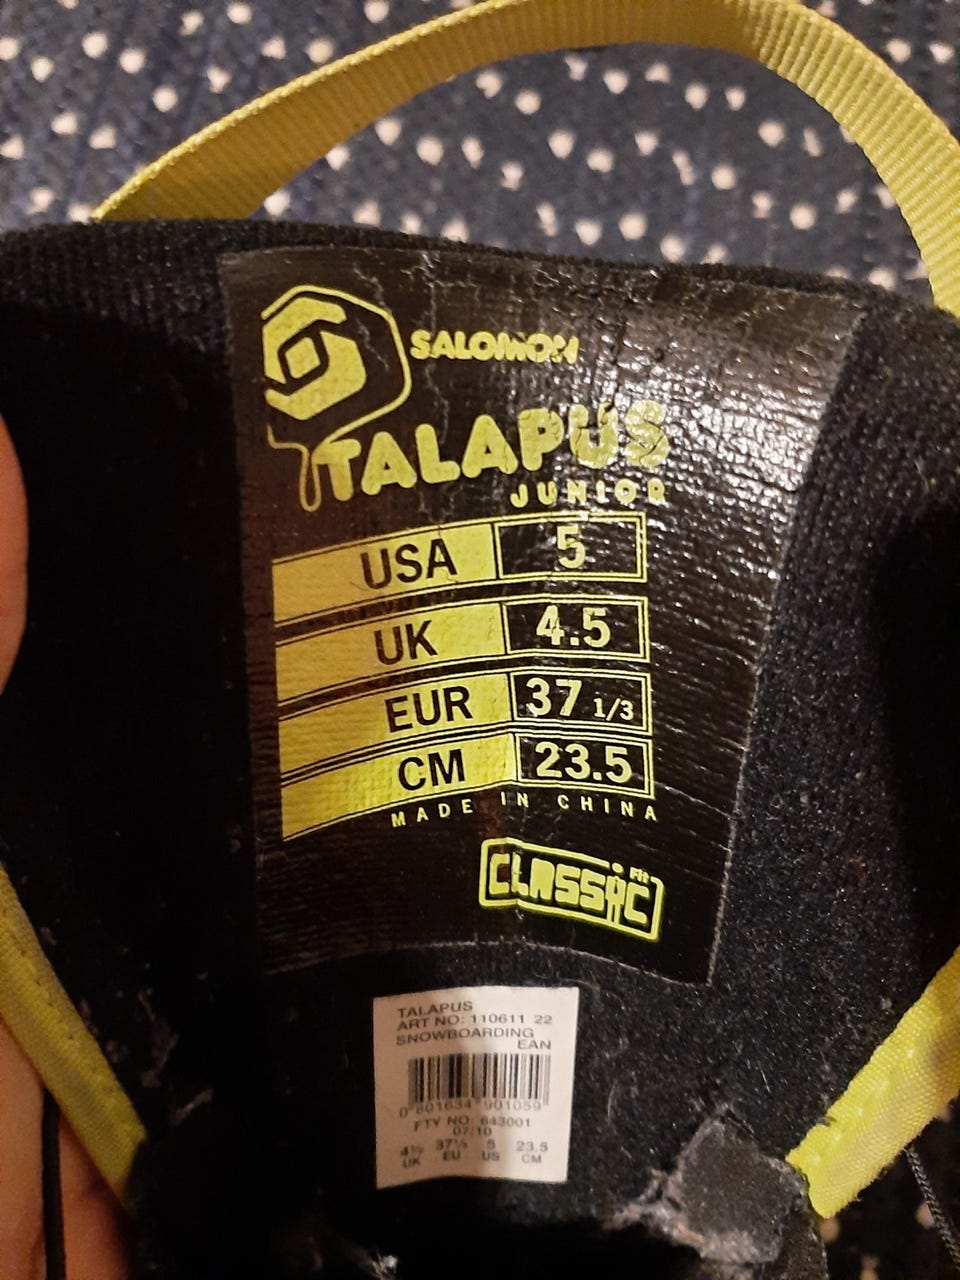 SALOMON
TALAPUS
JUNIOR
USA 5
UK 4.5
EUR 37 1/3
CM 23.5
MADE IN CHINA
CLASSIC Fit
TALAPUS
ART NO: 110611 22
SNOWBOARDING
EAN
0 801634 901059
FTY NO: 643001
07/10
4½ 37⅓ 5 23.5
UK EU US CM